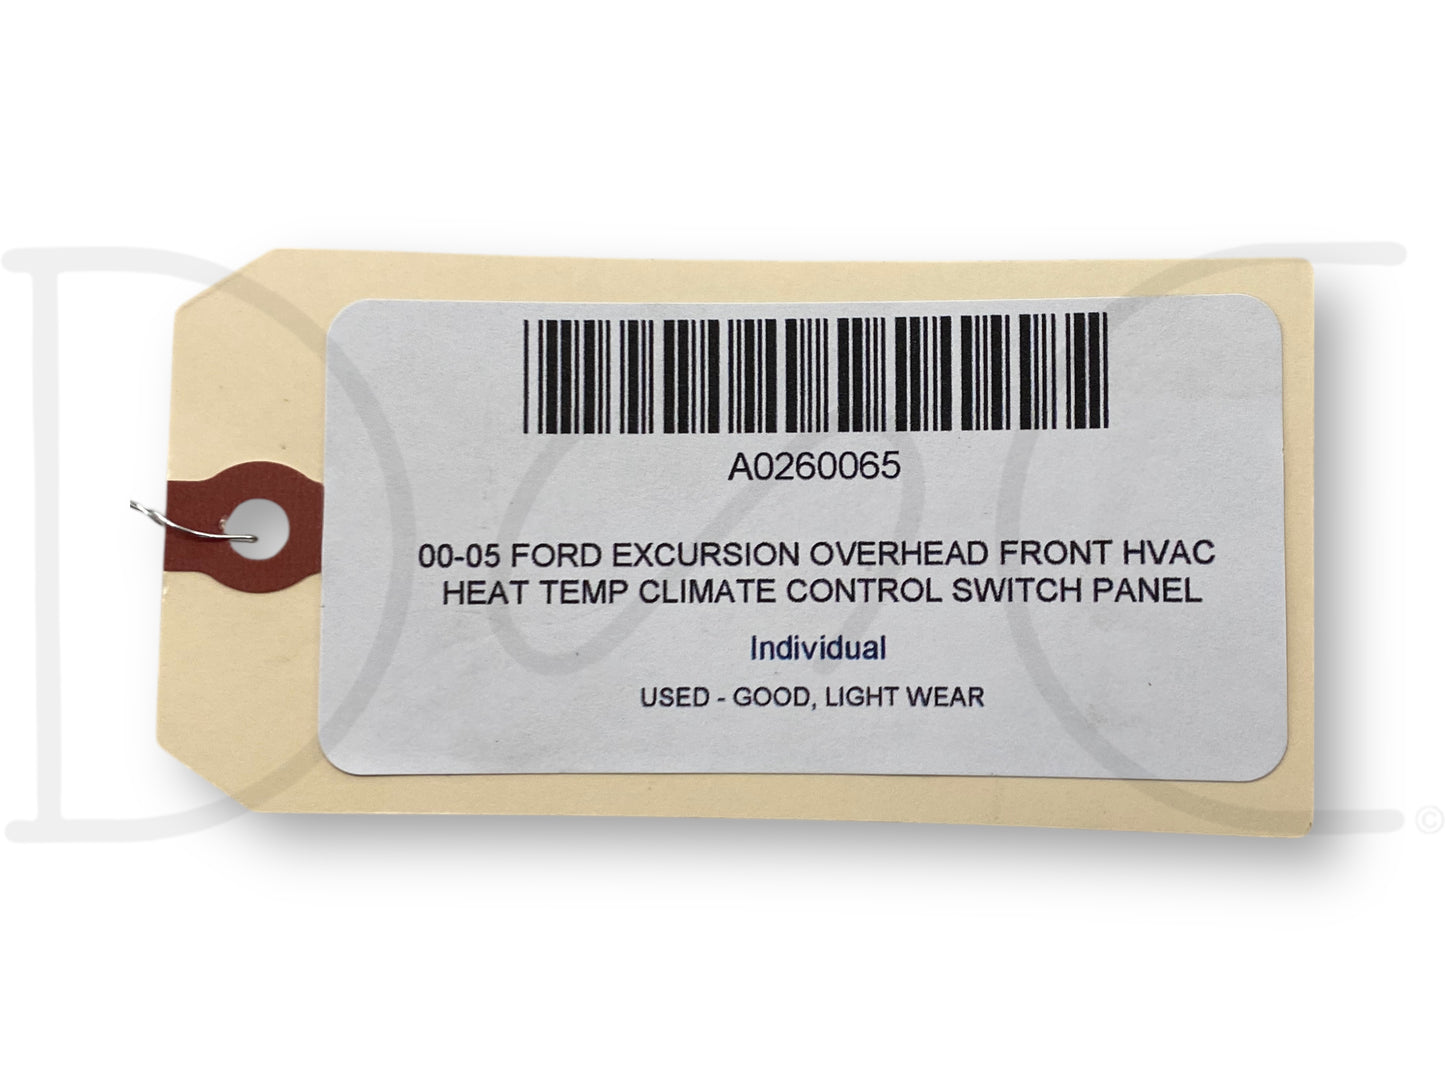 A0260065
00-05 FORD EXCURSION OVERHEAD FRONT HVAC
HEAT TEMP CLIMATE CONTROL SWITCH PANEL
Individual
USED - GOOD, LIGHT WEAR
DSC ©